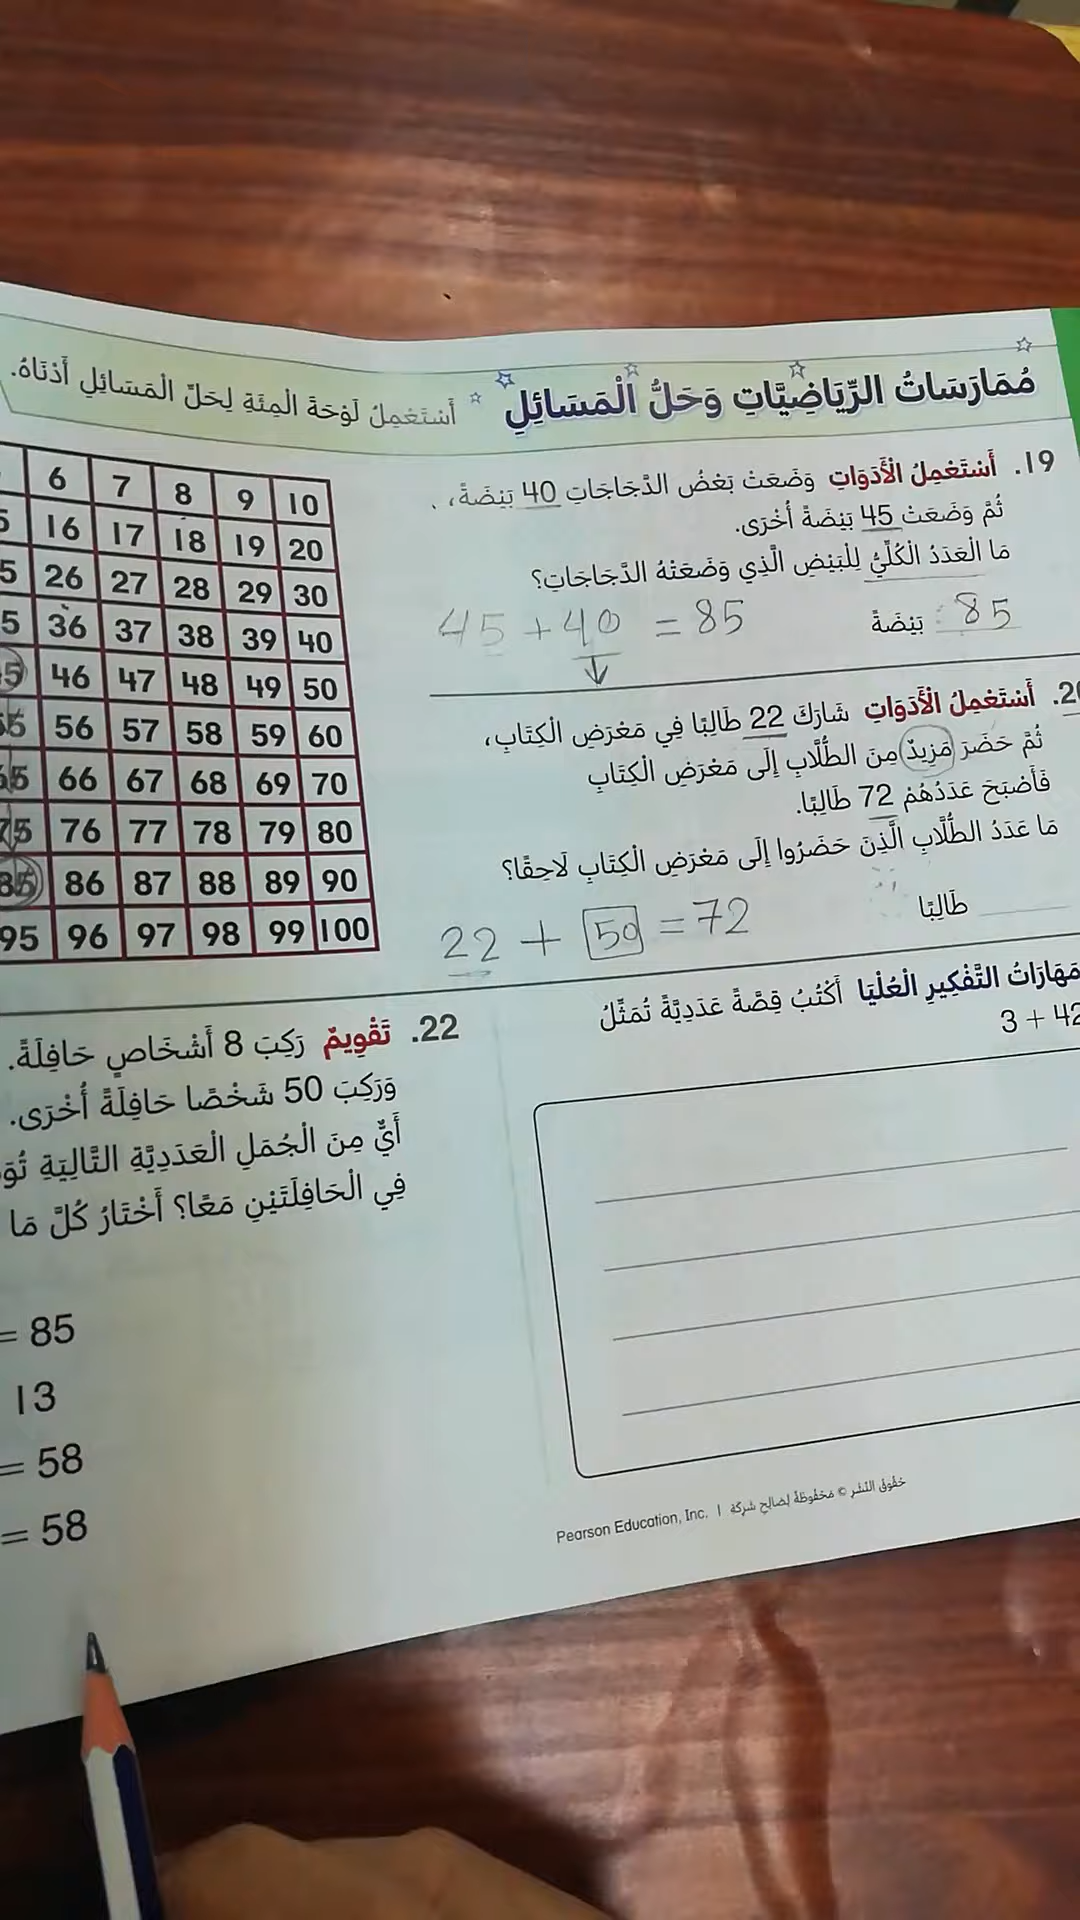 مُمَارَسَاتُ الرِّيَاضِيَّاتِ وَحَلُّ الْمَسَائِلِ
أَسْتَعْمِلُ لَوْحَةَ الْمِئَةِ لِحَلِّ الْمَسَائِلِ أَدْنَاهُ.
19. أَسْتَعْمِلُ الْأَدَوَاتِ وَضَعَتْ بَعْضُ الدَّجَاجَاتِ 40 بَيْضَةً،
ثُمَّ وَضَعَتْ 45 بَيْضَةً أُخْرَى.
مَا الْعَدَدُ الْكُلِّيُّ لِلْبَيْضِ الَّذِي وَضَعَتْهُ الدَّجَاجَاتِ؟
85 بَيْضَةً
45 + 40 = 85
6 7 8 9 10
16 17 18 19 20
26 27 28 29 30
36 37 38 39 40
46 47 48 49 50
56 57 58 59 60
66 67 68 69 70
75 76 77 78 79 80
85 86 87 88 89 90
95 96 97 98 99 100
أَسْتَعْمِلُ الْأَدَوَاتِ شَارَكَ 22 طَالِبًا فِي مَعْرَضِ الْكِتَابِ،
ثُمَّ حَضَرَ مَزِيدٌ مِنَ الطُّلَّابِ إِلَى مَعْرَضِ الْكِتَابِ
فَأَصْبَحَ عَدَدُهُمْ 72 طَالِبًا.
مَا عَدَدُ الطُّلَّابِ الَّذِنَ حَضَرُوا إِلَى مَعْرَضِ الْكِتَابِ لَاحِقًا؟
طَالِبًا
22 + 50 = 72
مَهَارَاتُ التَّفْكِيرِ الْعُلْيَا أَكْتُبُ قِصَّةً عَدَدِيَّةً تُمَثِّلُ
3 + 42
22. تَقْوِيمٌ رَكِبَ 8 أَشْخَاصٍ حَافِلَةً.
وَرَكِبَ 50 شَخْصًا حَافِلَةً أُخْرَى.
أَيٌّ مِنَ الْجُمَلِ الْعَدَدِيَّةِ التَّالِيَةِ
فِي الْحَافِلَتَيْنِ مَعًا؟ أَخْتَارُ كُلَّ مَا
= 85
13
= 58
= 58
حُقُوقُ النَّشْرِ © مَحْفُوظَةٌ لِصَالِحِ شَرِكَةِ | Pearson Education, Inc.